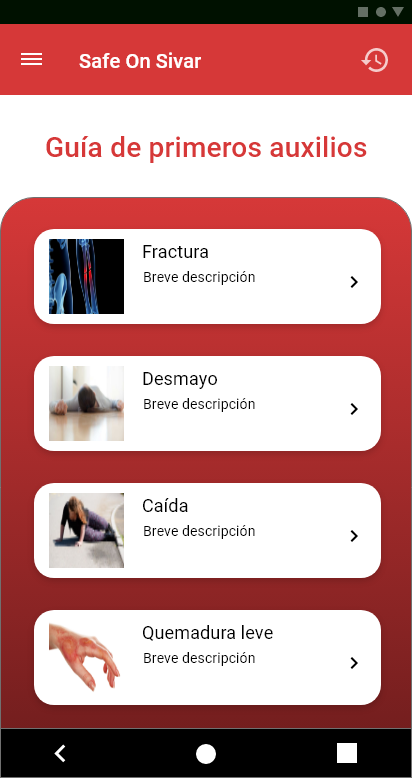 Safe On Sivar
Guía de primeros auxilios
Fractura
Breve descripción
Desmayo
Breve descripción
Caída
Breve descripción
Quemadura leve
Breve descripción